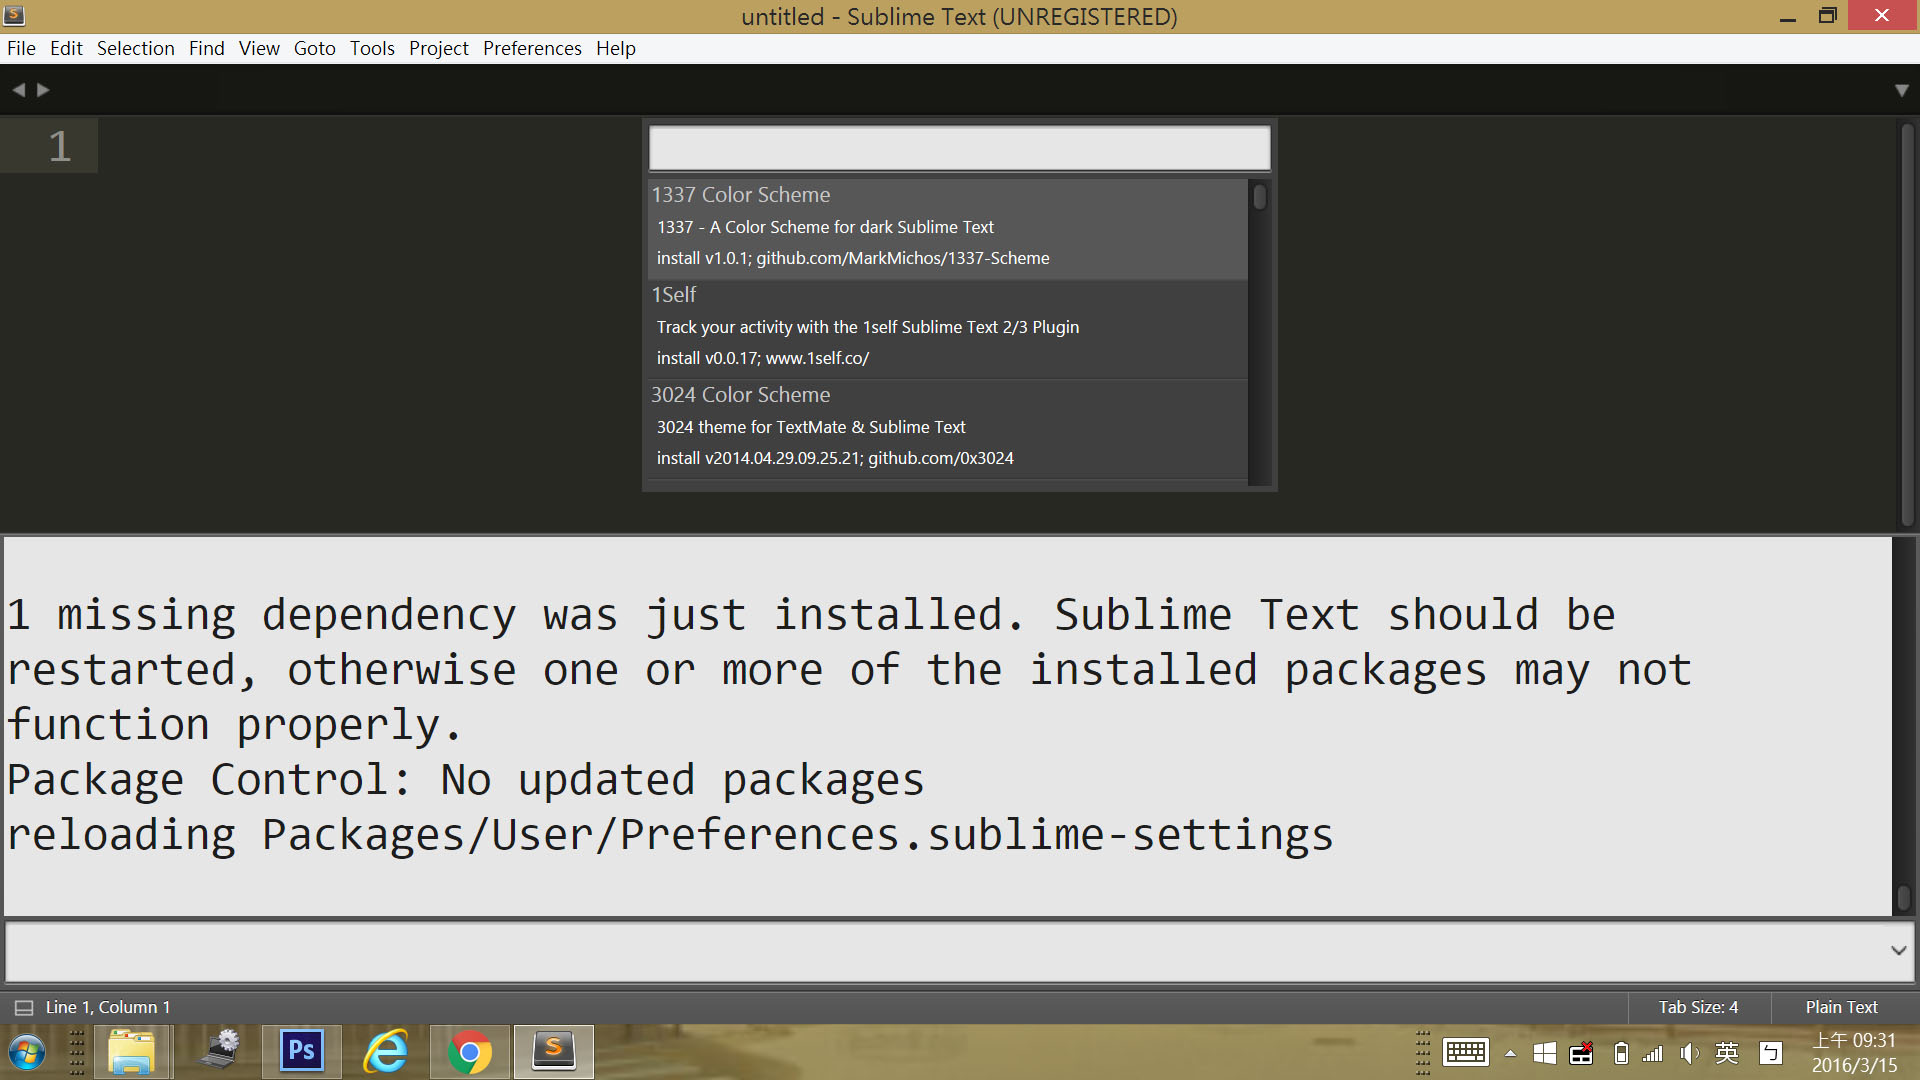 untitled - Sublime Text (UNREGISTERED)
File Edit Selection Find View Goto Tools Project Preferences Help
1
1337 Color Scheme
1337 - A Color Scheme for dark Sublime Text
install v1.0.1; github.com/MarkMichos/1337-Scheme
1Self
Track your activity with the 1self Sublime Text 2/3 Plugin
install v0.0.17; www.1self.co/
3024 Color Scheme
3024 theme for TextMate & Sublime Text
install v2014.04.29.09.25.21; github.com/0x3024
1 missing dependency was just installed. Sublime Text should be
restarted, otherwise one or more of the installed packages may not
function properly.
Package Control: No updated packages
reloading Packages/User/Preferences.sublime-settings
Line 1, Column 1
Tab Size: 4
Plain Text
Ps
英
ㄅ
上午 09:31
2016/3/15